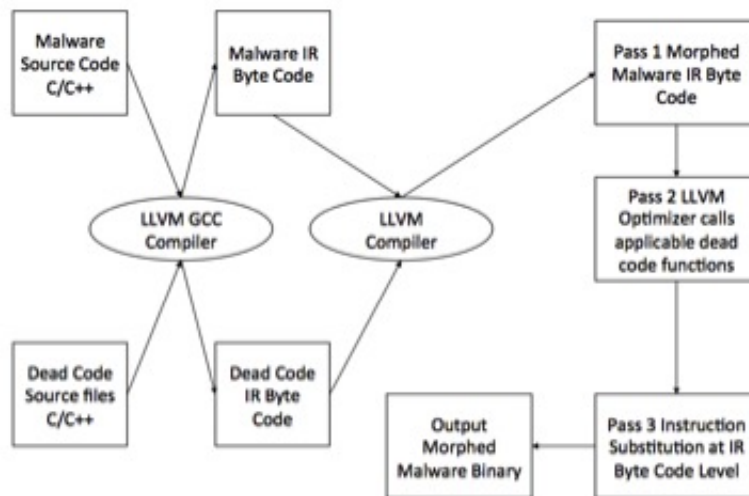 Malware
Source Code
C/C++
Malware IR
Byte Code
Pass 1 Morphed
Malware IR Byte
Code
LLVM GCC
Compiler
LLVM
Compiler
Pass 2 LLVM
Optimizer calls
applicable dead
code functions
Dead Code
Source files
C/C++
Dead Code
IR Byte
Code
Output
Morphed
Malware Binary
Pass 3 Instruction
Substitution at IR
Byte Code Level